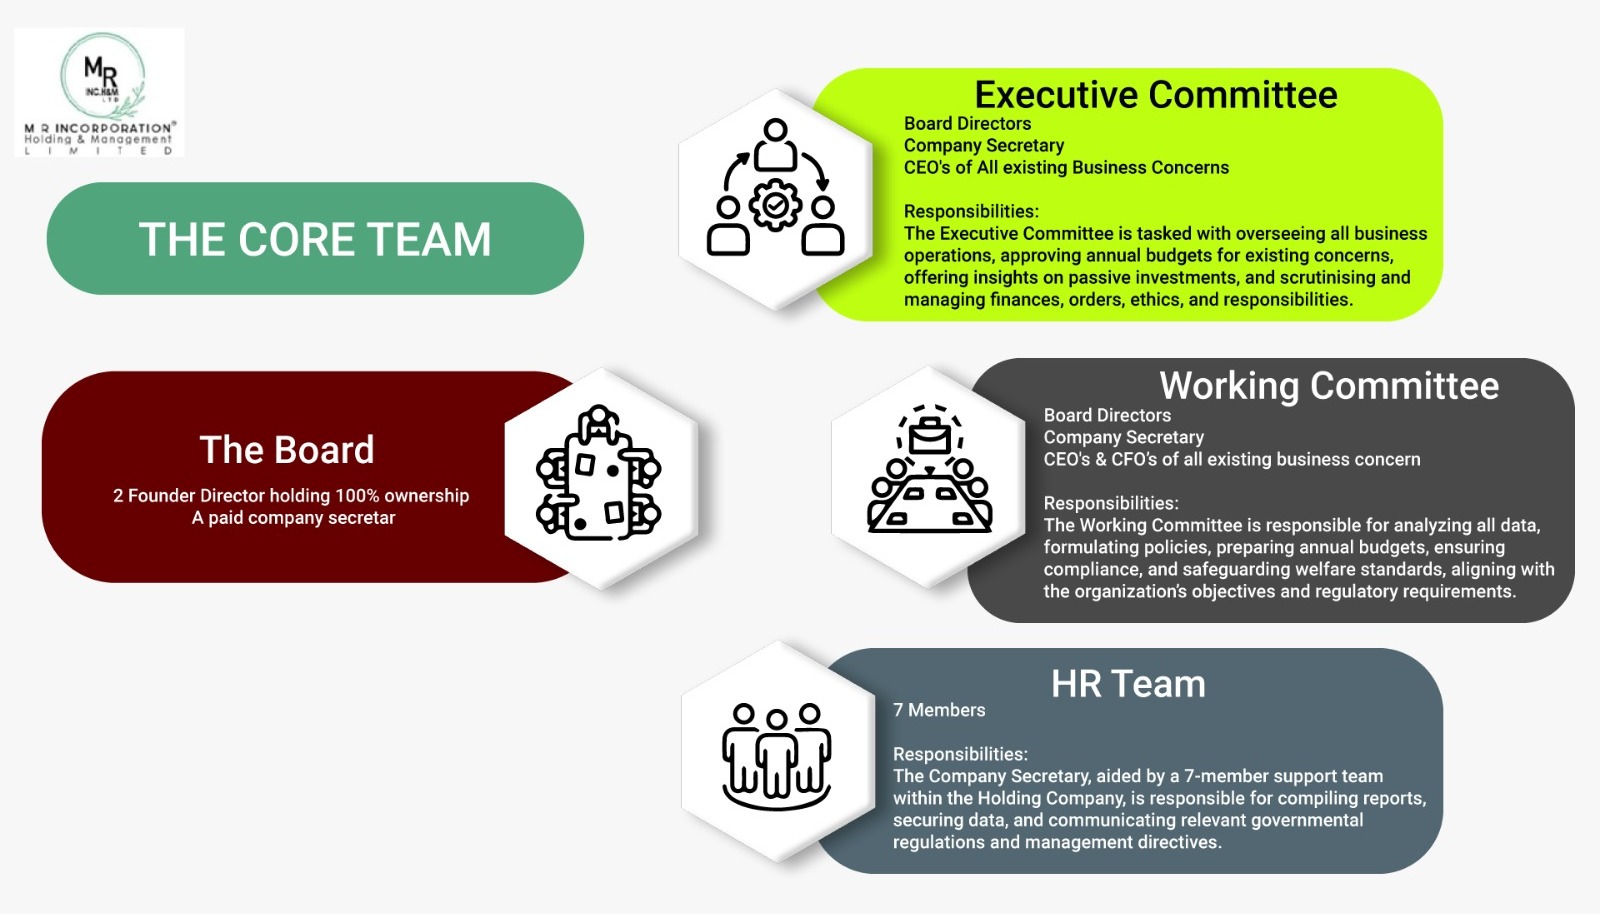 MR
INC.H&M
LTD
M R INCORPORATION®
Holding & Management
L I M I T E D
THE CORE TEAM
Executive Committee
Board Directors
Company Secretary
CEO's of All existing Business Concerns
Responsibilities:
The Executive Committee is tasked with overseeing all business
operations, approving annual budgets for existing concerns,
offering insights on passive investments, and scrutinising and
managing finances, orders, ethics, and responsibilities.
The Board
2 Founder Director holding 100% ownership
A paid company secretar
Working Committee
Board Directors
Company Secretary
CEO's & CFO’s of all existing business concern
Responsibilities:
The Working Committee is responsible for analyzing all data,
formulating policies, preparing annual budgets, ensuring
compliance, and safeguarding welfare standards, aligning with
the organization’s objectives and regulatory requirements.
HR Team
7 Members
Responsibilities:
The Company Secretary, aided by a 7-member support team
within the Holding Company, is responsible for compiling reports,
securing data, and communicating relevant governmental
regulations and management directives.